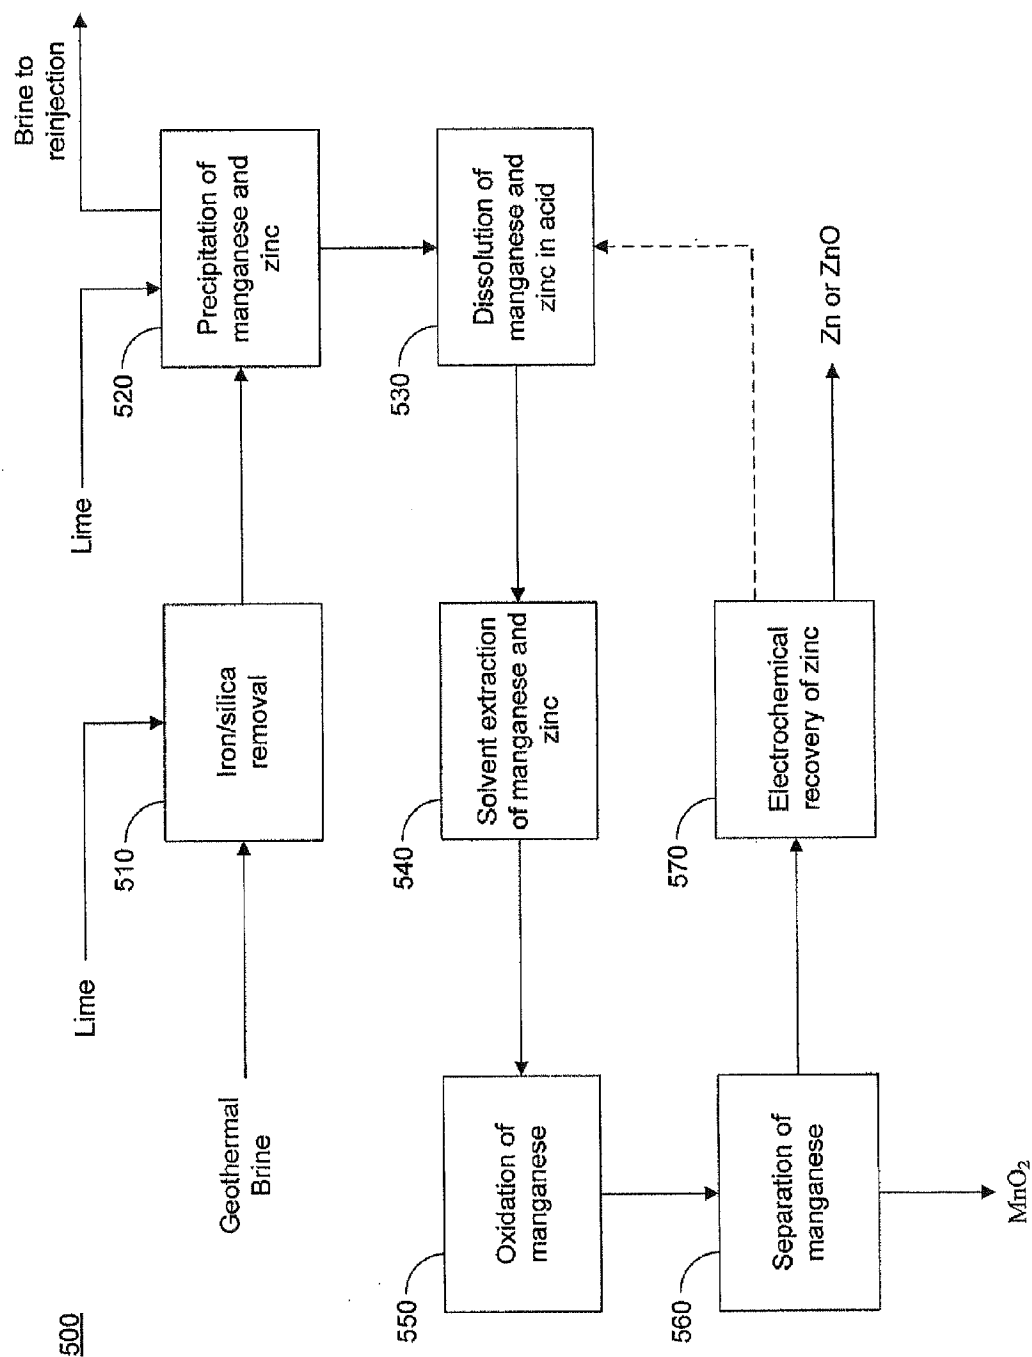 500
Lime
Lime
Brine to
reinjection
Geothermal
Brine
510
Iron/silica
removal
520
Precipitation of
manganese and
zinc
530
Dissolution of
manganese and
zinc in acid
540
Solvent extraction
of manganese and
zinc
550
Oxidation of
manganese
560
Separation of
manganese
570
Electrochemical
recovery of zinc
Zn or ZnO
MnO₂